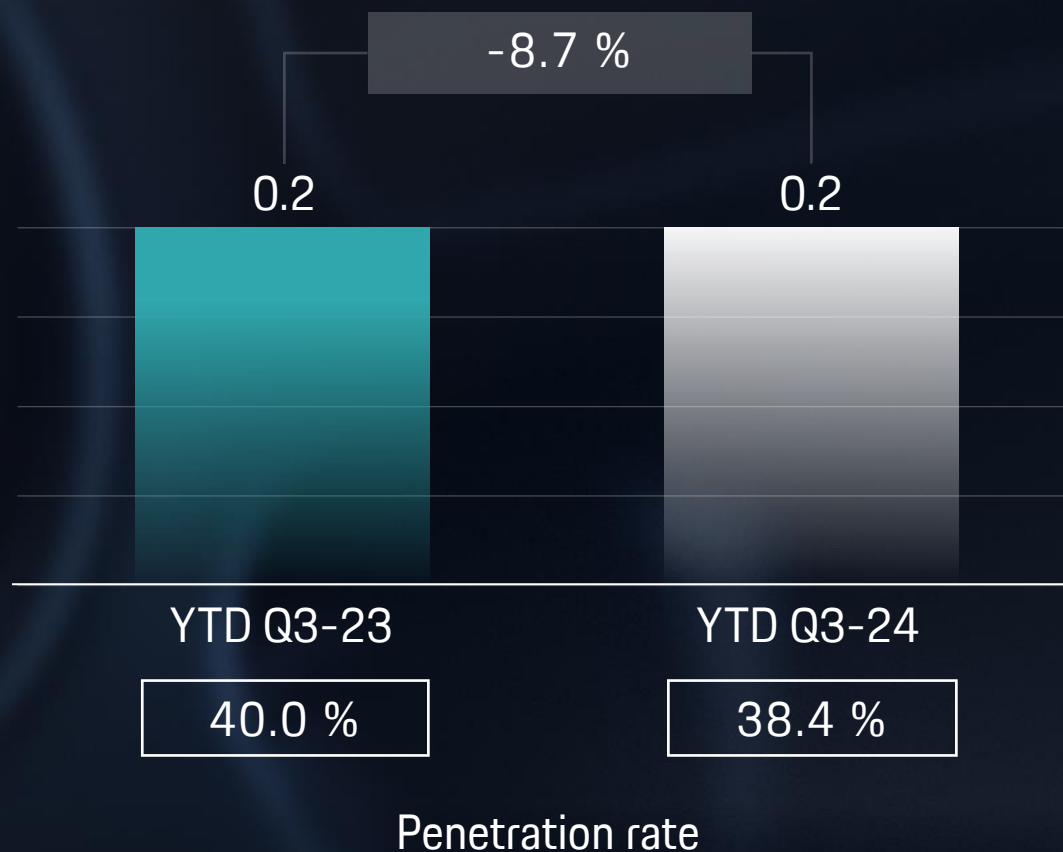 -8.7 %
0.2 0.2
YTD Q3-23 YTD Q3-24
40.0 % 38.4 %
Penetration rate